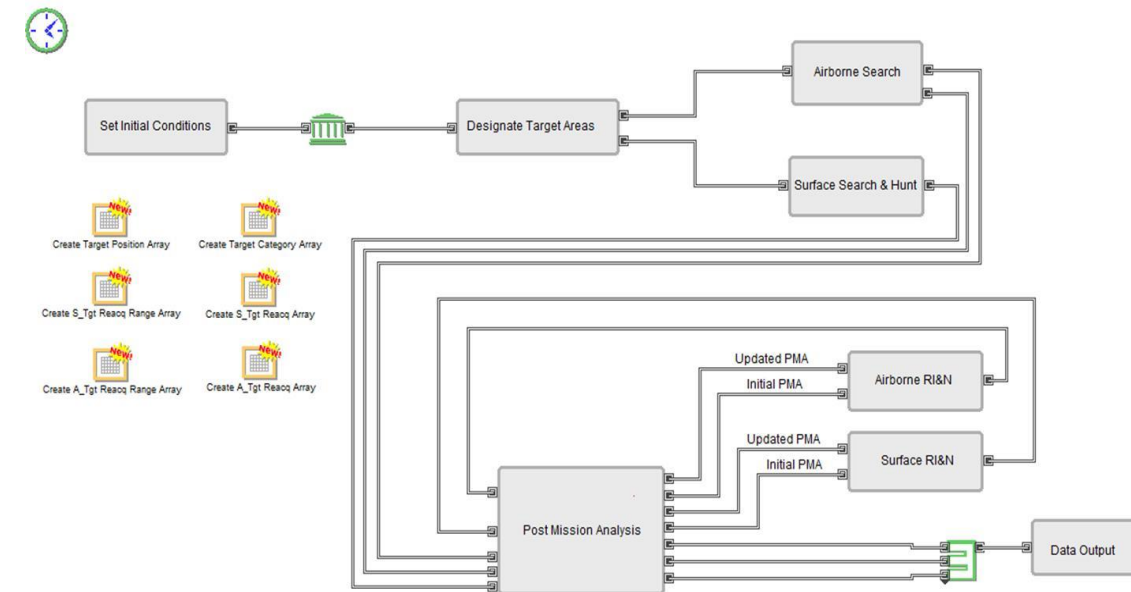 Airborne Search
Set Initial Conditions
Designate Target Areas
Surface Search & Hunt
New!
New!
Create Target Position Array
Create Target Category Array
New!
New!
Create S_Tgt Reacq Range Array
Create S_Tgt Reacq Array
New!
New!
Create A_Tgt Reacq Range Array
Create A_Tgt Reacq Array
Updated PMA
Airborne RI&N
Initial PMA
Updated PMA
Surface RI&N
Initial PMA
Post Mission Analysis
Data Output